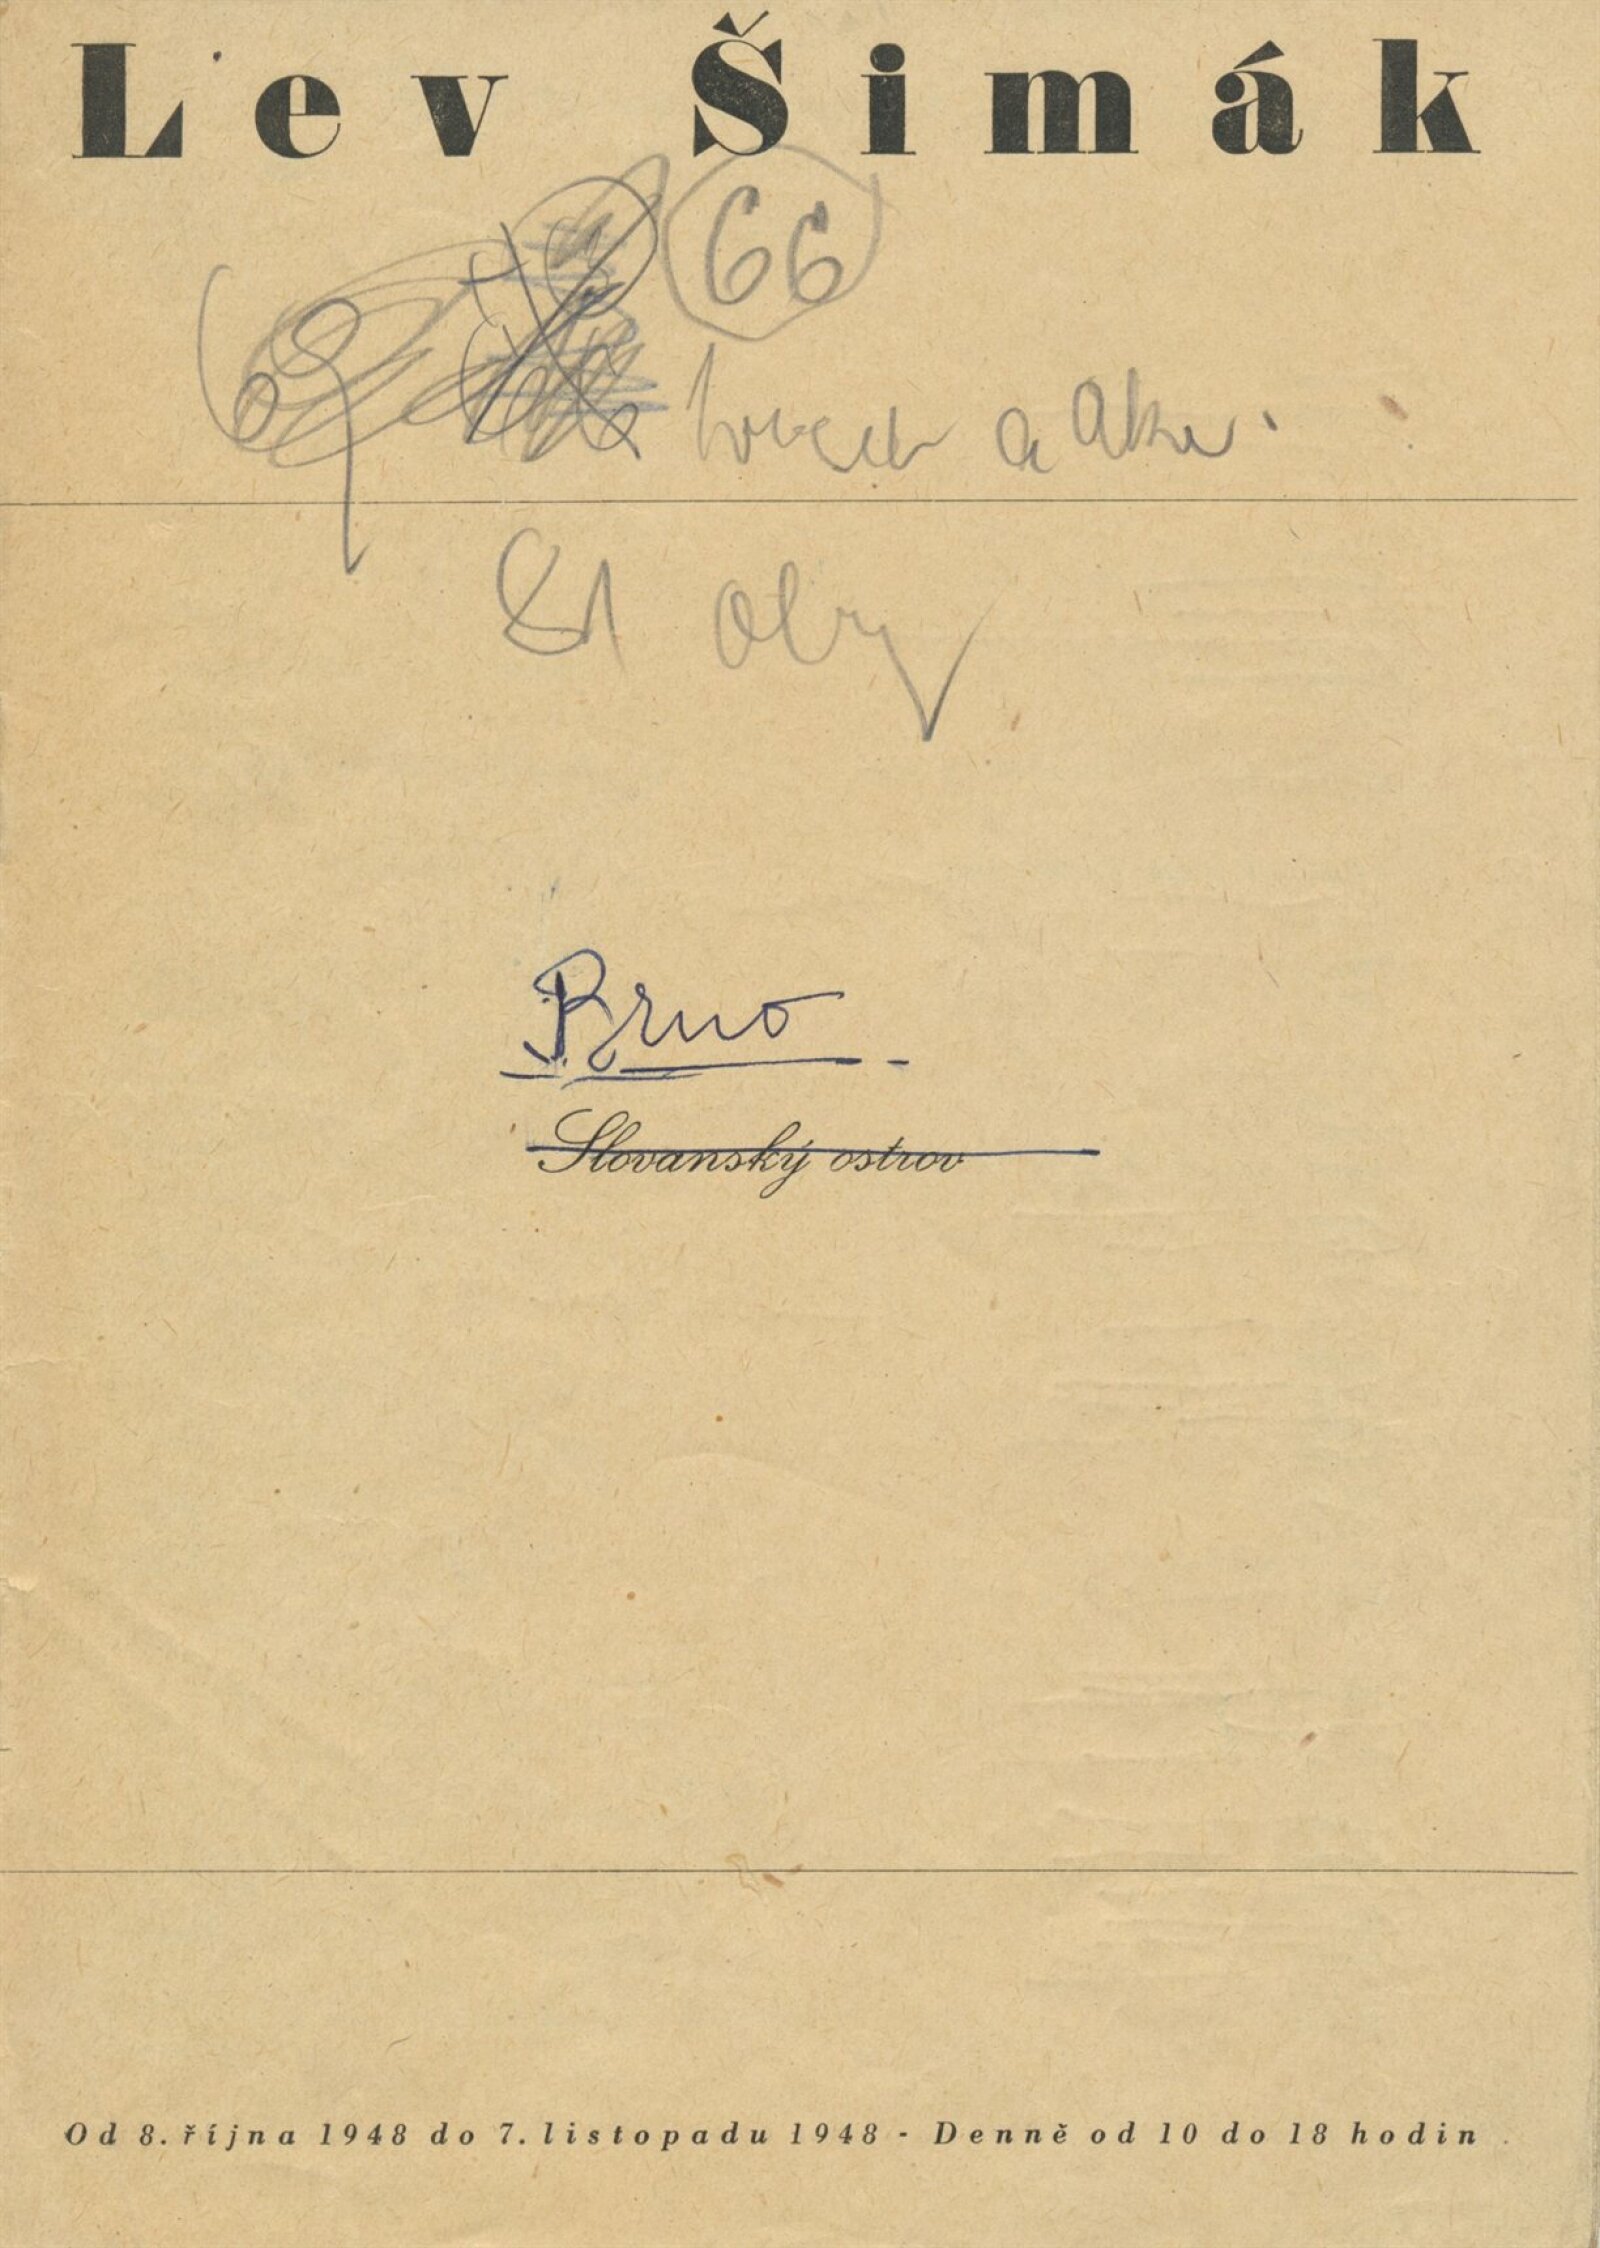 Lev Šimák
66
a
Brno
Slovanský ostrov
Od 8. října 1948 do 7. listopadu 1948 - Denně od 10 do 18 hodin